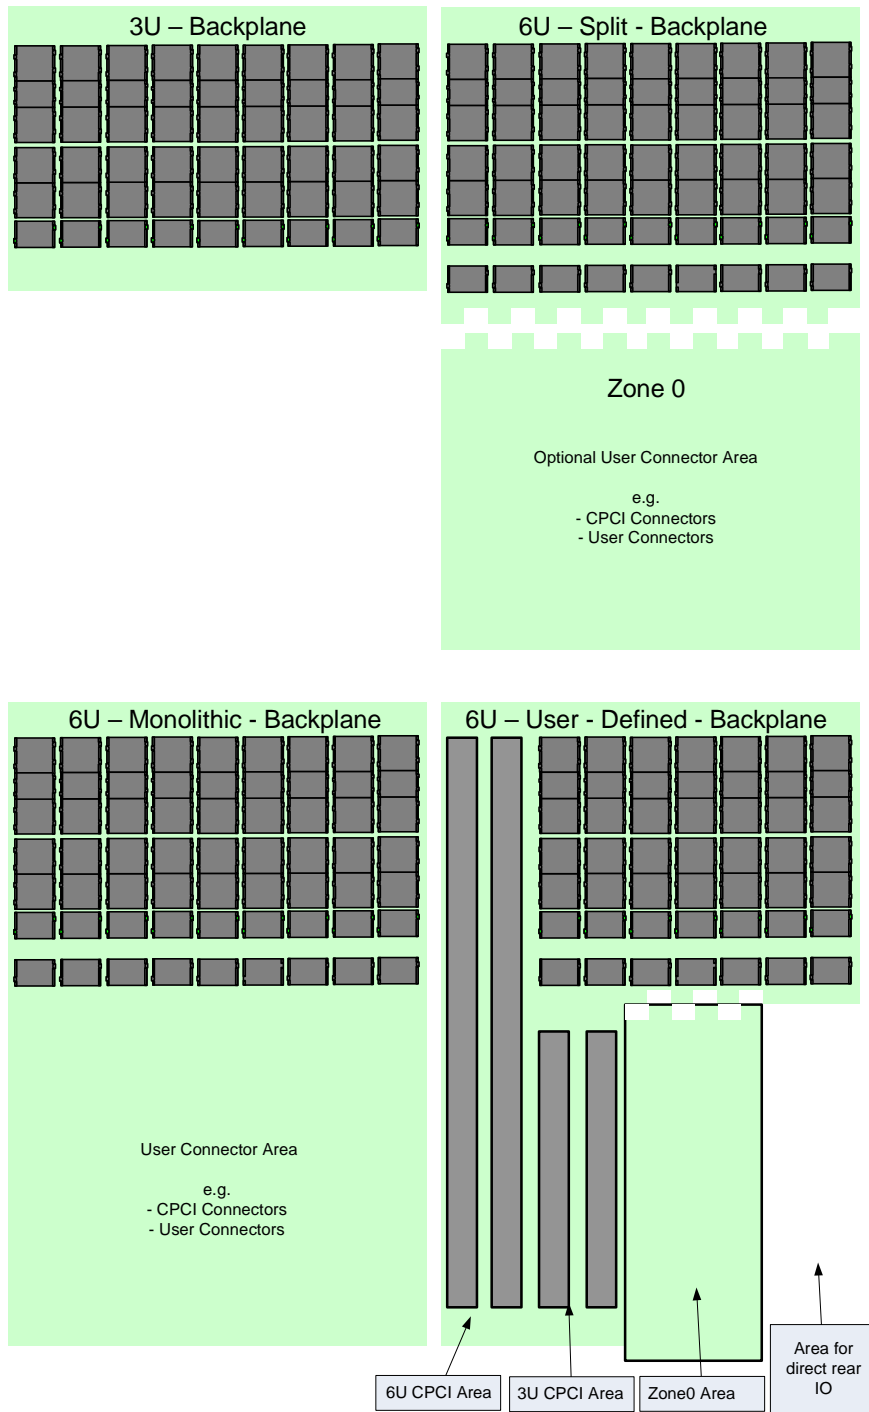 3U – Backplane
6U – Split - Backplane
Zone 0
Optional User Connector Area
e.g.
- CPCI Connectors
- User Connectors
6U – Monolithic - Backplane
User Connector Area
e.g.
- CPCI Connectors
- User Connectors
6U – User - Defined - Backplane
6U CPCI Area
3U CPCI Area
Zone0 Area
Area for
direct rear
IO